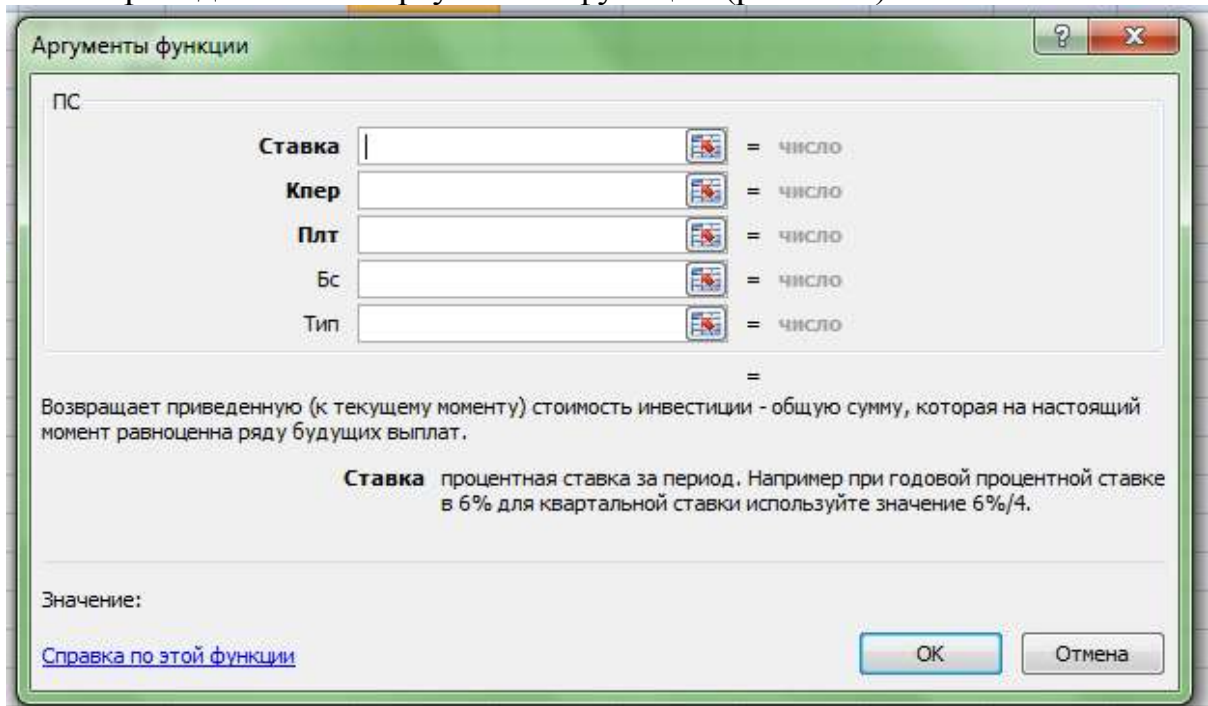 Аргументы функции
ПС
Ставка = число
Кпер = число
Плт = число
Бс = число
Тип = число
=
Возвращает приведенную (к текущему моменту) стоимость инвестиции - общую сумму, которая на настоящий
момент равноценна ряду будущих выплат.
Ставка процентная ставка за период. Например при годовой процентной ставке
в 6% для квартальной ставки используйте значение 6%/4.
Значение:
Справка по этой функции
ОК Отмена